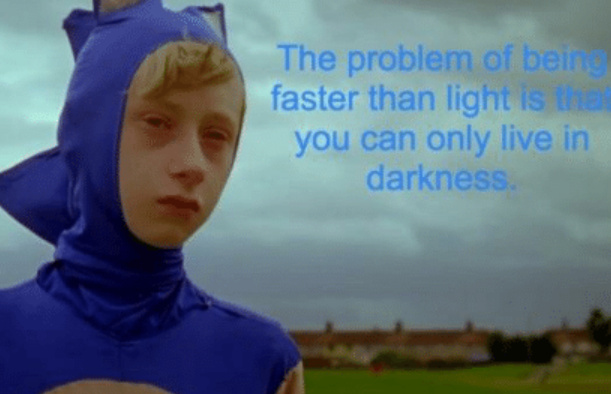 The problem of being
faster than light is that
you can only live in
darkness.